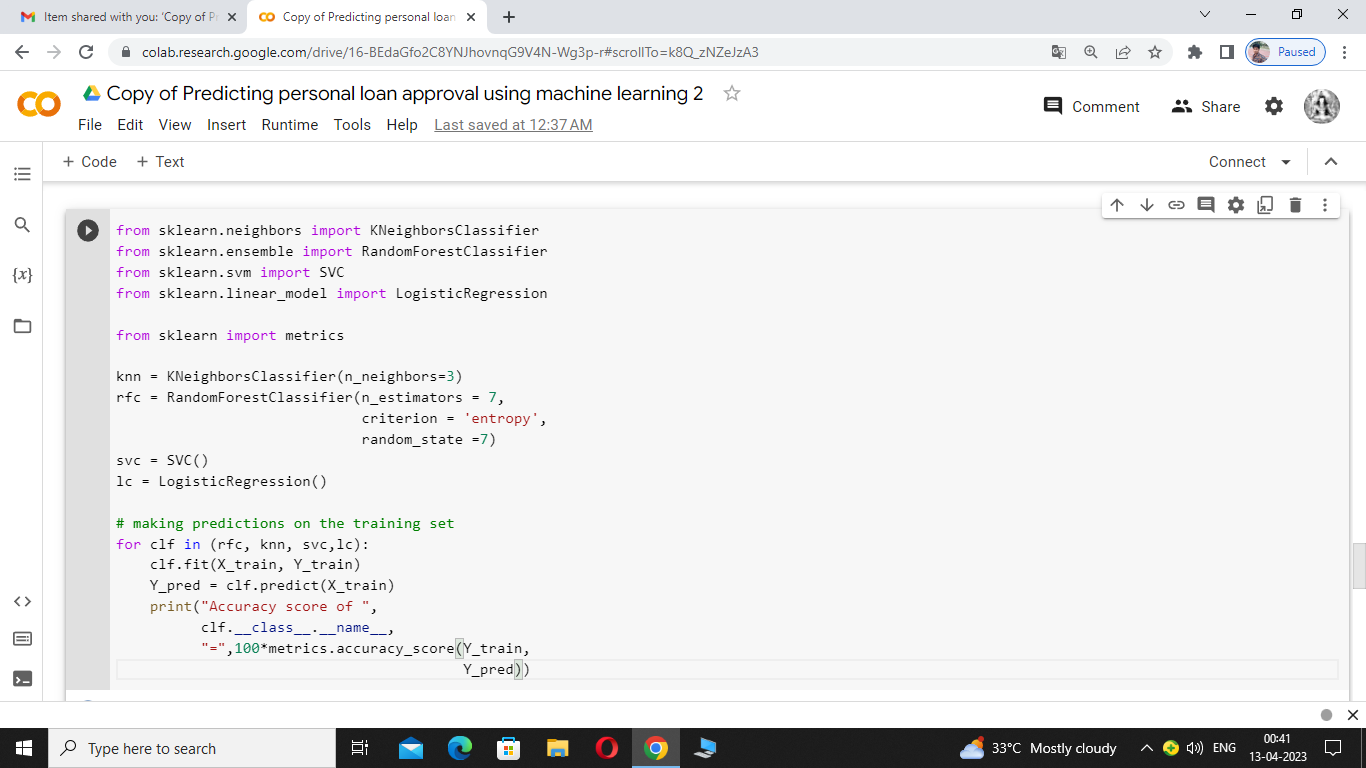 Item shared with you: 'Copy of P
Copy of Predicting personal loan
colab.research.google.com/drive/16-BEdaGfo2C8YNJhovnqG9V4N-Wg3p-r#scrollTo=k8Q_zNZeJzA3
Paused
Copy of Predicting personal loan approval using machine learning 2
Comment
Share
File Edit View Insert Runtime Tools Help Last saved at 12:37 AM
+ Code + Text
Connect
from sklearn.neighbors import KNeighborsClassifier
from sklearn.ensemble import RandomForestClassifier
from sklearn.svm import SVC
from sklearn.linear_model import LogisticRegression
from sklearn import metrics
knn = KNeighborsClassifier(n_neighbors=3)
rfc = RandomForestClassifier(n_estimators = 7,
criterion = 'entropy',
random_state =7)
svc = SVC()
lc = LogisticRegression()
# making predictions on the training set
for clf in (rfc, knn, svc,lc):
clf.fit(X_train, Y_train)
Y_pred = clf.predict(X_train)
print("Accuracy score of ",
clf.__class__.__name__,
"=",100*metrics.accuracy_score(Y_train,
Y_pred))
{x}
Type here to search
33°C Mostly cloudy
ENG
00:41
13-04-2023